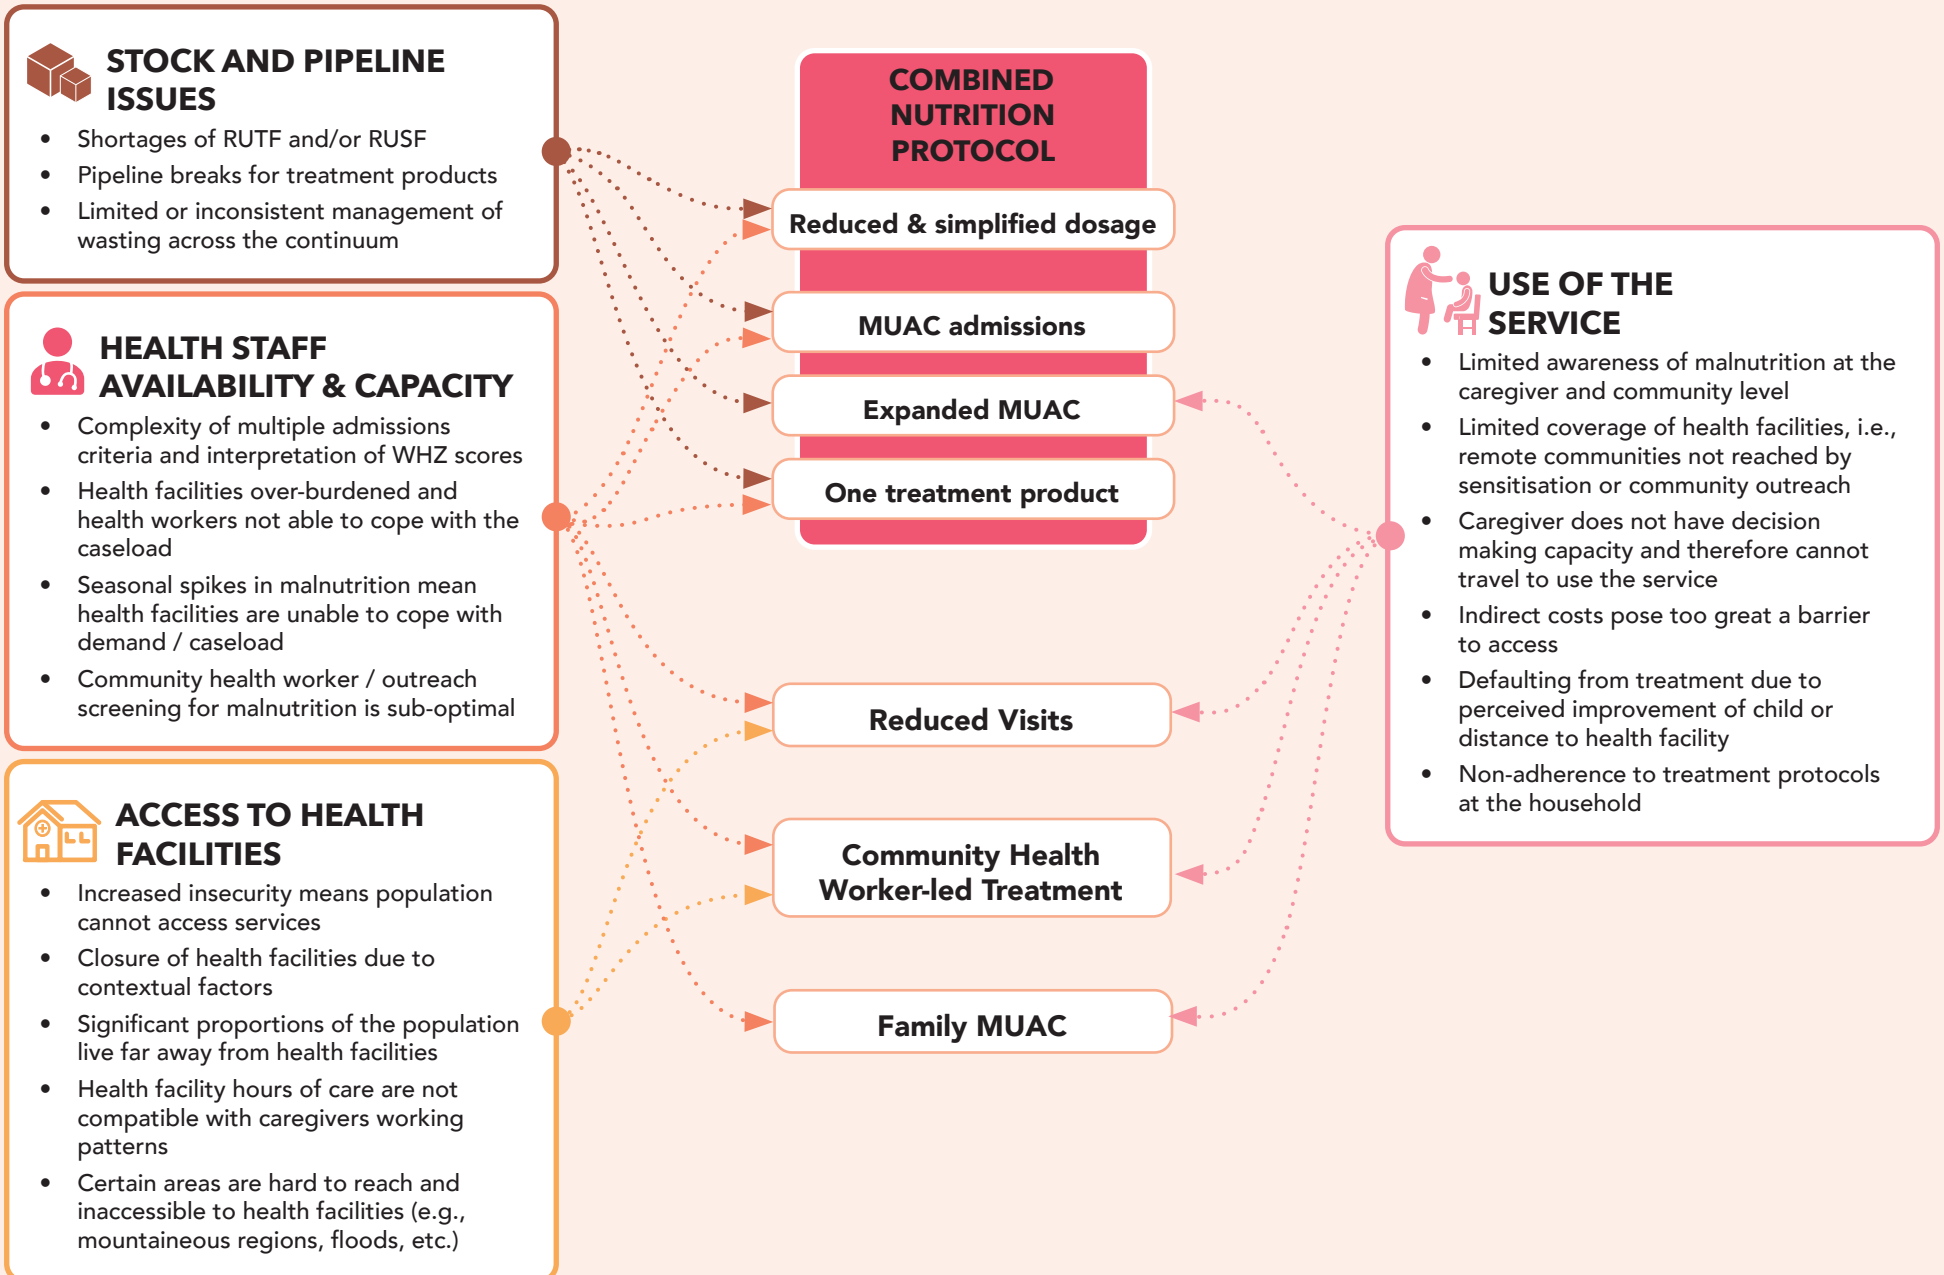 STOCK AND PIPELINE
ISSUES
• Shortages of RUTF and/or RUSF
• Pipeline breaks for treatment products
• Limited or inconsistent management of
wasting across the continuum
HEALTH STAFF
AVAILABILITY & CAPACITY
• Complexity of multiple admissions
criteria and interpretation of WHZ scores
• Health facilities over-burdened and
health workers not able to cope with the
caseload
• Seasonal spikes in malnutrition mean
health facilities are unable to cope with
demand / caseload
• Community health worker / outreach
screening for malnutrition is sub-optimal
ACCESS TO HEALTH
FACILITIES
• Increased insecurity means population
cannot access services
• Closure of health facilities due to
contextual factors
• Significant proportions of the population
live far away from health facilities
• Health facility hours of care are not
compatible with caregivers working
patterns
• Certain areas are hard to reach and
inaccessible to health facilities (e.g.,
mountaineous regions, floods, etc.)
COMBINED
NUTRITION
PROTOCOL
Reduced & simplified dosage
MUAC admissions
Expanded MUAC
One treatment product
Reduced Visits
Community Health
Worker-led Treatment
Family MUAC
USE OF THE
SERVICE
• Limited awareness of malnutrition at the
caregiver and community level
• Limited coverage of health facilities, i.e.,
remote communities not reached by
sensitisation or community outreach
• Caregiver does not have decision
making capacity and therefore cannot
travel to use the service
• Indirect costs pose too great a barrier
to access
• Defaulting from treatment due to
perceived improvement of child or
distance to health facility
• Non-adherence to treatment protocols
at the household